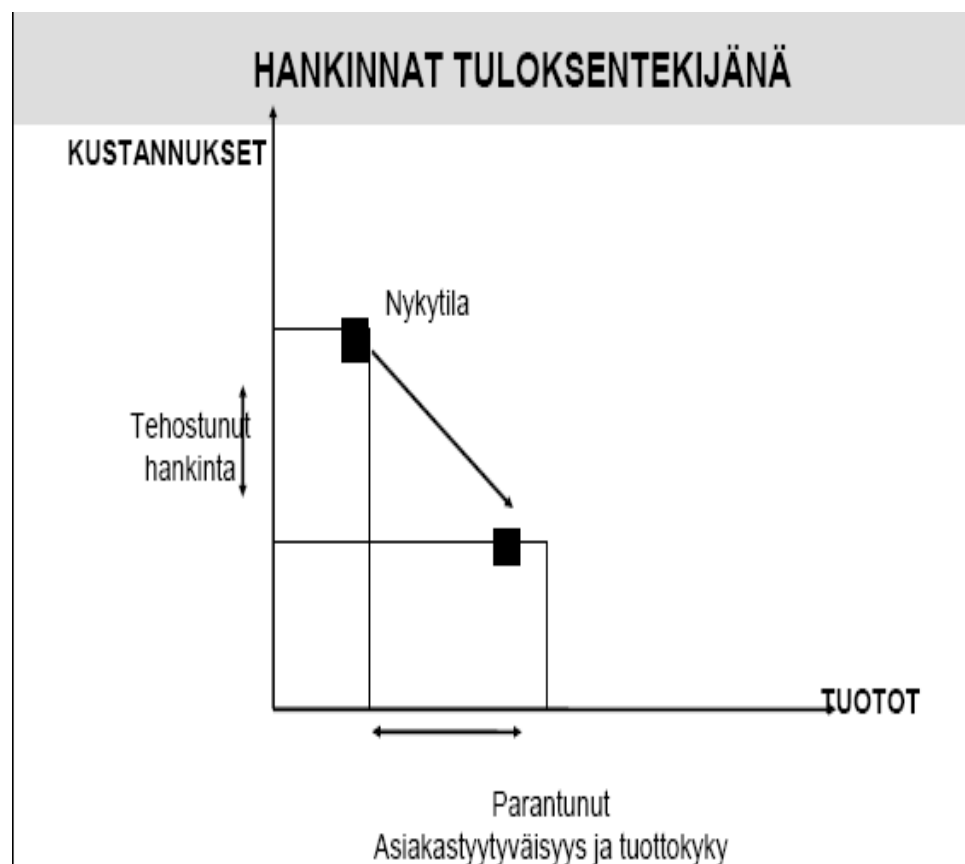 HANKINNAT TULOKSENTEKIJÄNÄ
KUSTANNUKSET
Nykytila
Tehostunut
hankinta
TUOTOT
Parantunut
Asiakastyytyväisyys ja tuottokyky